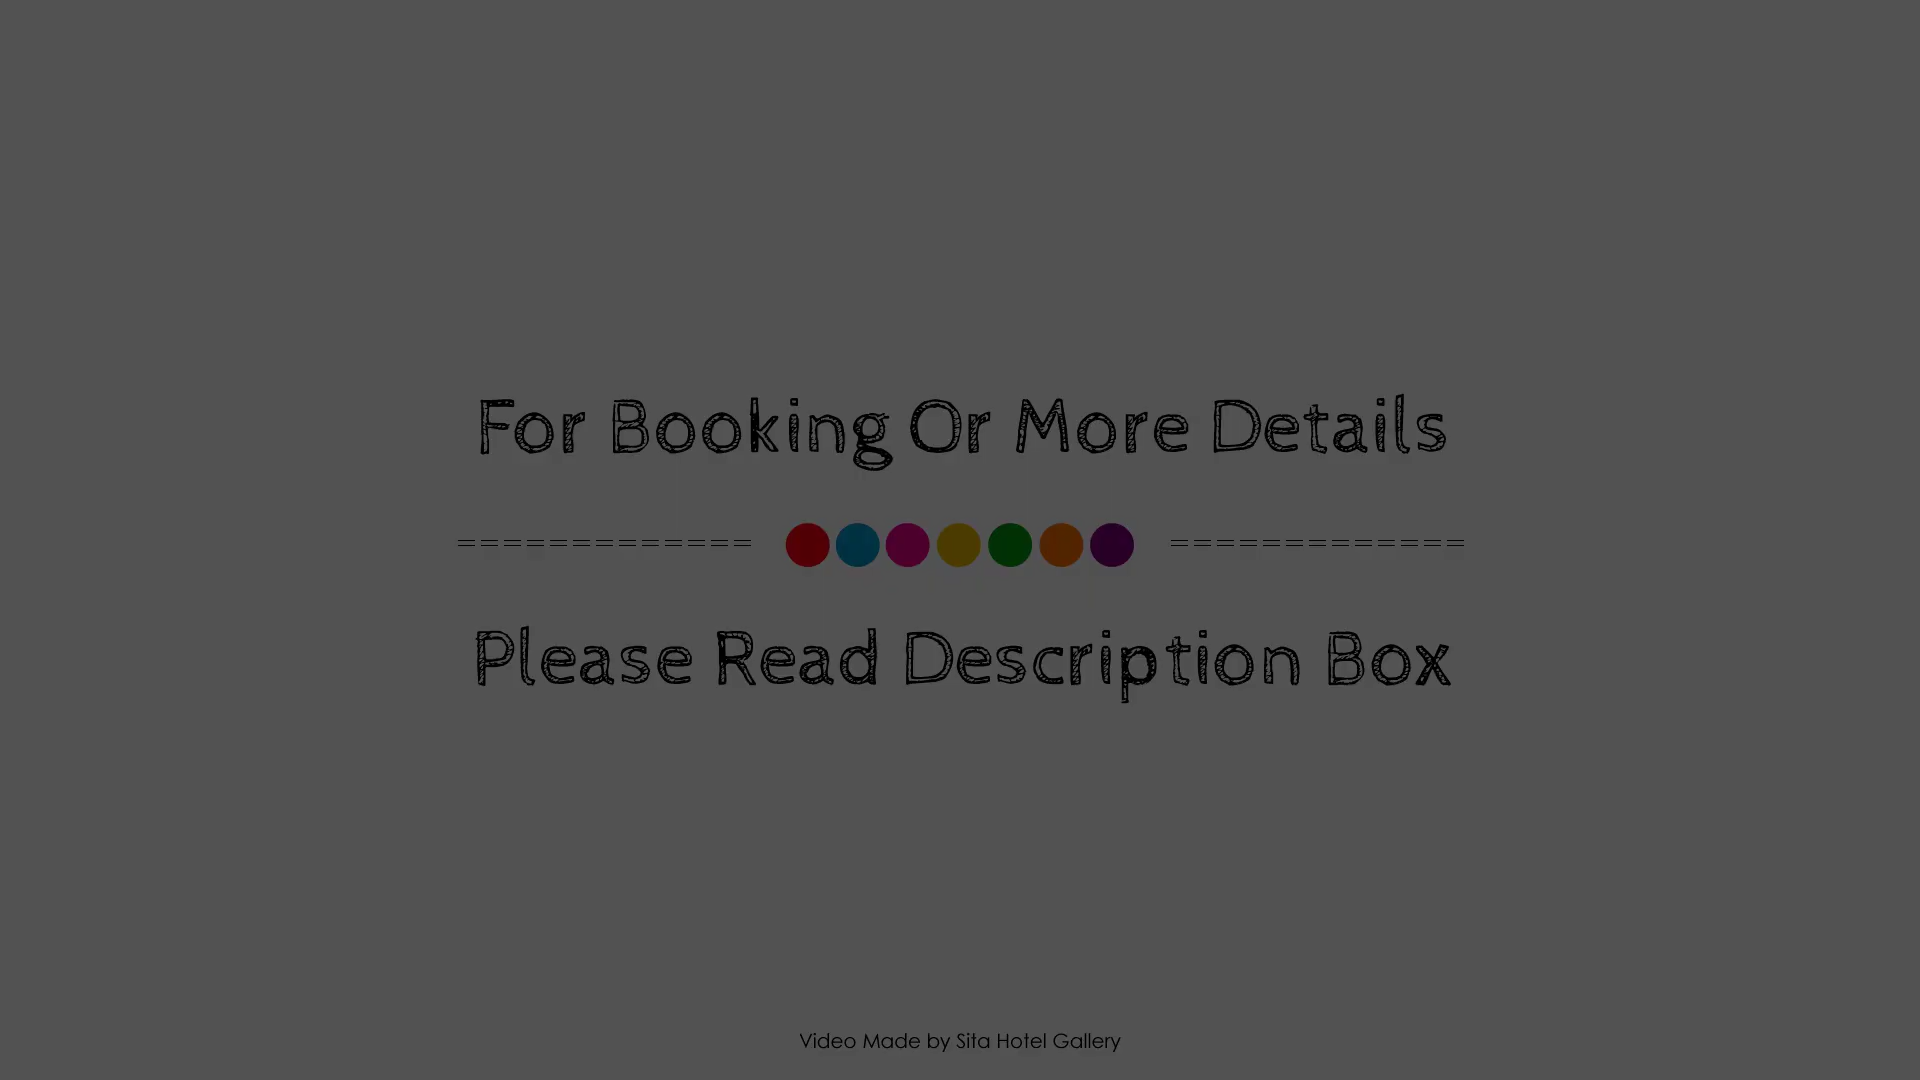 For Booking Or More Details
============= =============
Please Read Description Box
Video Made by Sita Hotel Gallery